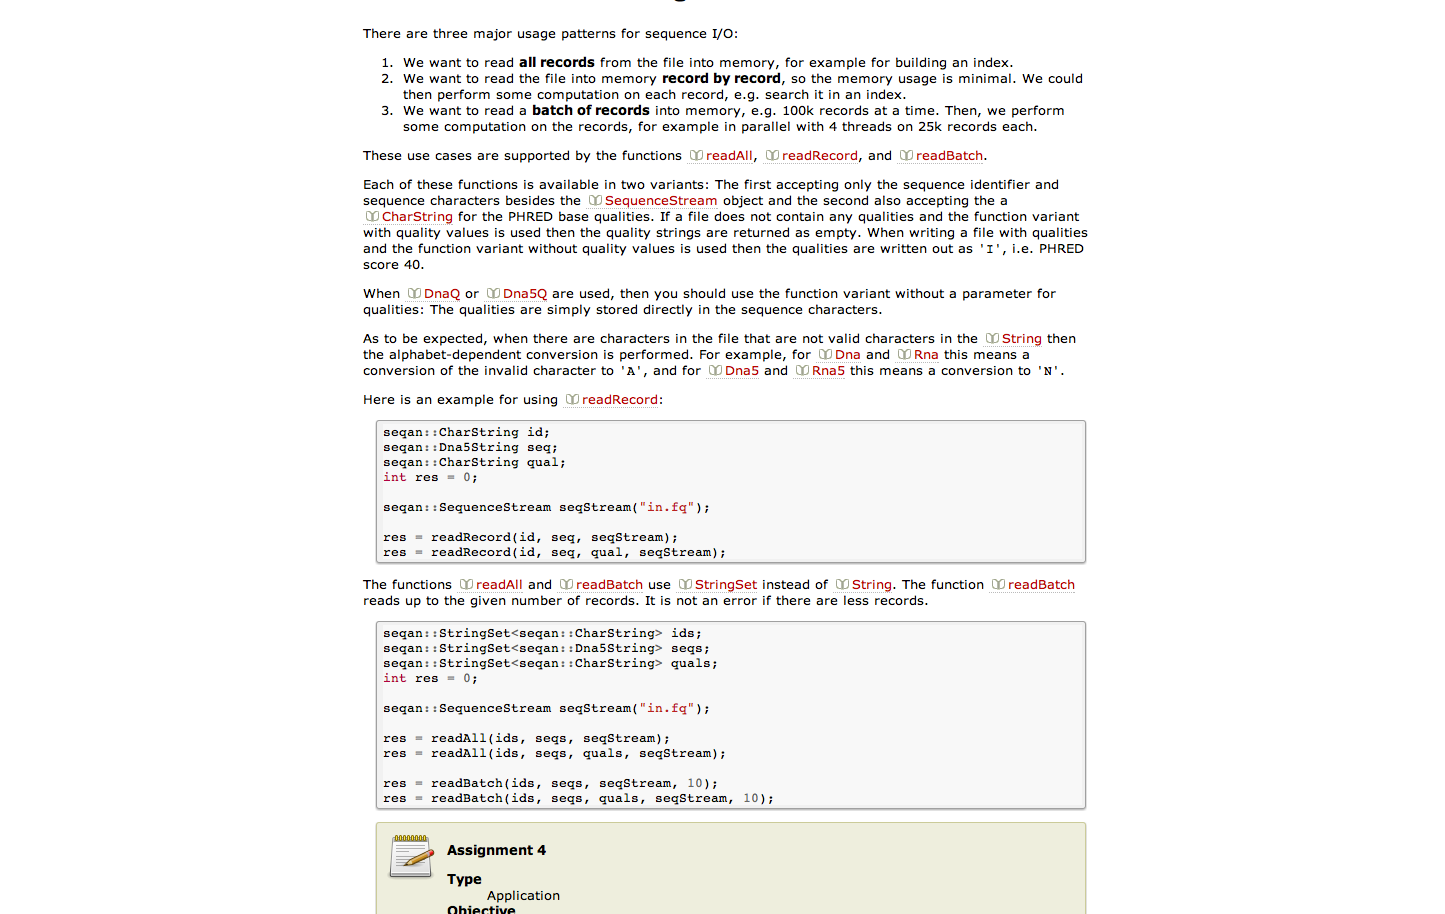 There are three major usage patterns for sequence I/O:
1. We want to read all records from the file into memory, for example for building an index.
2. We want to read the file into memory record by record, so the memory usage is minimal. We could
then perform some computation on each record, e.g. search it in an index.
3. We want to read a batch of records into memory, e.g. 100k records at a time. Then, we perform
some computation on the records, for example in parallel with 4 threads on 25k records each.
These use cases are supported by the functions readAll, readRecord, and readBatch.
Each of these functions is available in two variants: The first accepting only the sequence identifier and
sequence characters besides the SequenceStream object and the second also accepting the a
CharString for the PHRED base qualities. If a file does not contain any qualities and the function variant
with quality values is used then the quality strings are returned as empty. When writing a file with qualities
and the function variant without quality values is used then the qualities are written out as 'I', i.e. PHRED
score 40.
When DnaQ or Dna5Q are used, then you should use the function variant without a parameter for
qualities: The qualities are simply stored directly in the sequence characters.
As to be expected, when there are characters in the file that are not valid characters in the String then
the alphabet-dependent conversion is performed. For example, for Dna and Rna this means a
conversion of the invalid character to 'A', and for Dna5 and Rna5 this means a conversion to 'N'.
Here is an example for using readRecord:
seqan::CharString id;
seqan::Dna5String seq;
seqan::CharString qual;
int res = 0;
seqan::SequenceStream seqStream("in.fq");
res = readRecord(id, seq, seqStream);
res = readRecord(id, seq, qual, seqStream);
The functions readAll and readBatch use StringSet instead of String. The function readBatch
reads up to the given number of records. It is not an error if there are less records.
seqan::StringSet<seqan::CharString> ids;
seqan::StringSet<seqan::Dna5String> seqs;
seqan::StringSet<seqan::CharString> quals;
int res = 0;
seqan::SequenceStream seqStream("in.fq");
res = readAll(ids, seqs, seqStream);
res = readAll(ids, seqs, quals, seqStream);
res = readBatch(ids, seqs, seqStream, 10);
res = readBatch(ids, seqs, quals, seqStream, 10);
Assignment 4
Type
Application
Objective